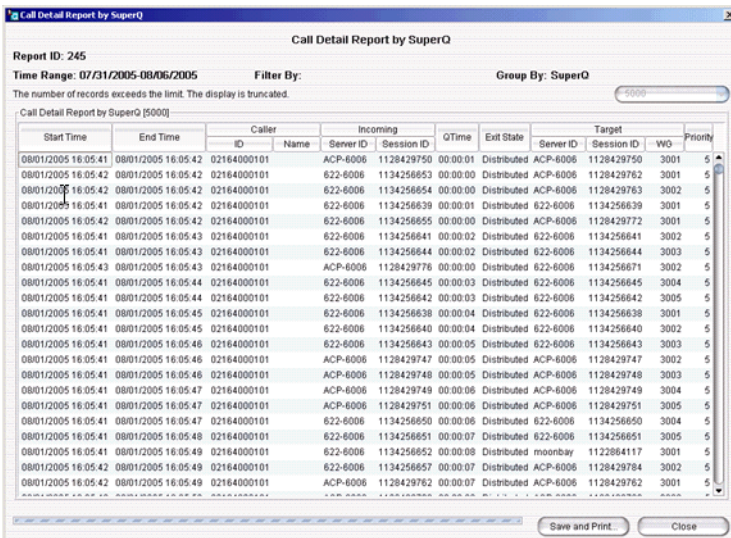 Call Detail Report by SuperQ
Call Detail Report by SuperQ
Report ID: 245
Time Range: 07/31/2005-08/06/2005 Filter By: Group By: SuperQ
The number of records exceeds the limit. The display is truncated. 5000
Call Detail Report by SuperQ [5000]
Start Time End Time Caller Incoming QTime Exit State Target Priority
ID Name Server ID Session ID Server ID Session ID WG
08/01/2005 16:05:41 08/01/2005 16:05:42 02164000101 ACP-6006 1128429750 00:00:01 Distributed ACP-6006 1128429750 3001 5
08/01/2005 16:05:42 08/01/2005 16:05:42 02164000101 622-6006 1134256653 00:00:00 Distributed ACP-6006 1128429762 3001 5
08/01/2005 16:05:42 08/01/2005 16:05:42 02164000101 622-6006 1134256654 00:00:00 Distributed ACP-6006 1128429763 3002 5
08/01/2005 16:05:41 08/01/2005 16:05:42 02164000101 622-6006 1134256639 00:00:01 Distributed 622-6006 1134256639 3001 5
08/01/2005 16:05:42 08/01/2005 16:05:42 02164000101 622-6006 1134256655 00:00:00 Distributed ACP-6006 1128429772 3001 5
08/01/2005 16:05:41 08/01/2005 16:05:43 02164000101 622-6006 1134256641 00:00:02 Distributed 622-6006 1134256641 3002 5
08/01/2005 16:05:41 08/01/2005 16:05:43 02164000101 622-6006 1134256644 00:00:02 Distributed 622-6006 1134256644 3003 5
08/01/2005 16:05:43 08/01/2005 16:05:43 02164000101 ACP-6006 1128429776 00:00:00 Distributed 622-6006 1134256671 3002 5
08/01/2005 16:05:41 08/01/2005 16:05:44 02164000101 622-6006 1134256645 00:00:03 Distributed 622-6006 1134256645 3004 5
08/01/2005 16:05:41 08/01/2005 16:05:44 02164000101 622-6006 1134256642 00:00:03 Distributed 622-6006 1134256642 3005 5
08/01/2005 16:05:41 08/01/2005 16:05:45 02164000101 622-6006 1134256638 00:00:04 Distributed 622-6006 1134256638 3001 5
08/01/2005 16:05:41 08/01/2005 16:05:45 02164000101 622-6006 1134256640 00:00:04 Distributed 622-6006 1134256640 3002 5
08/01/2005 16:05:41 08/01/2005 16:05:46 02164000101 622-6006 1134256643 00:00:05 Distributed 622-6006 1134256643 3003 5
08/01/2005 16:05:41 08/01/2005 16:05:46 02164000101 ACP-6006 1128429747 00:00:05 Distributed ACP-6006 1128429747 3002 5
08/01/2005 16:05:41 08/01/2005 16:05:46 02164000101 ACP-6006 1128429748 00:00:05 Distributed ACP-6006 1128429748 3003 5
08/01/2005 16:05:41 08/01/2005 16:05:47 02164000101 ACP-6006 1128429749 00:00:06 Distributed ACP-6006 1128429749 3004 5
08/01/2005 16:05:41 08/01/2005 16:05:47 02164000101 ACP-6006 1128429751 00:00:06 Distributed ACP-6006 1128429751 3005 5
08/01/2005 16:05:41 08/01/2005 16:05:47 02164000101 622-6006 1134256650 00:00:06 Distributed 622-6006 1134256650 3004 5
08/01/2005 16:05:41 08/01/2005 16:05:48 02164000101 622-6006 1134256651 00:00:07 Distributed 622-6006 1134256651 3005 5
08/01/2005 16:05:41 08/01/2005 16:05:49 02164000101 622-6006 1134256652 00:00:08 Distributed moonbay 1122864117 3001 5
08/01/2005 16:05:42 08/01/2005 16:05:49 02164000101 622-6006 1134256657 00:00:07 Distributed ACP-6006 1128429784 3002 5
08/01/2005 16:05:42 08/01/2005 16:05:49 02164000101 ACP-6006 1128429762 00:00:07 Distributed ACP-6006 1128429762 3001 5
Save and Print... Close